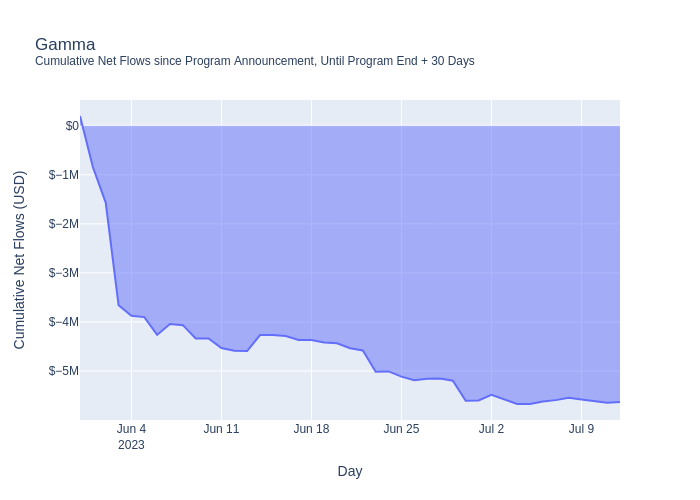 Gamma
Cumulative Net Flows since Program Announcement, Until Program End + 30 Days
Cumulative Net Flows (USD)
$0
$−1M
$−2M
$−3M
$−4M
$−5M
Jun 4
2023
Jun 11
Jun 18
Jun 25
Jul 2
Jul 9
Day